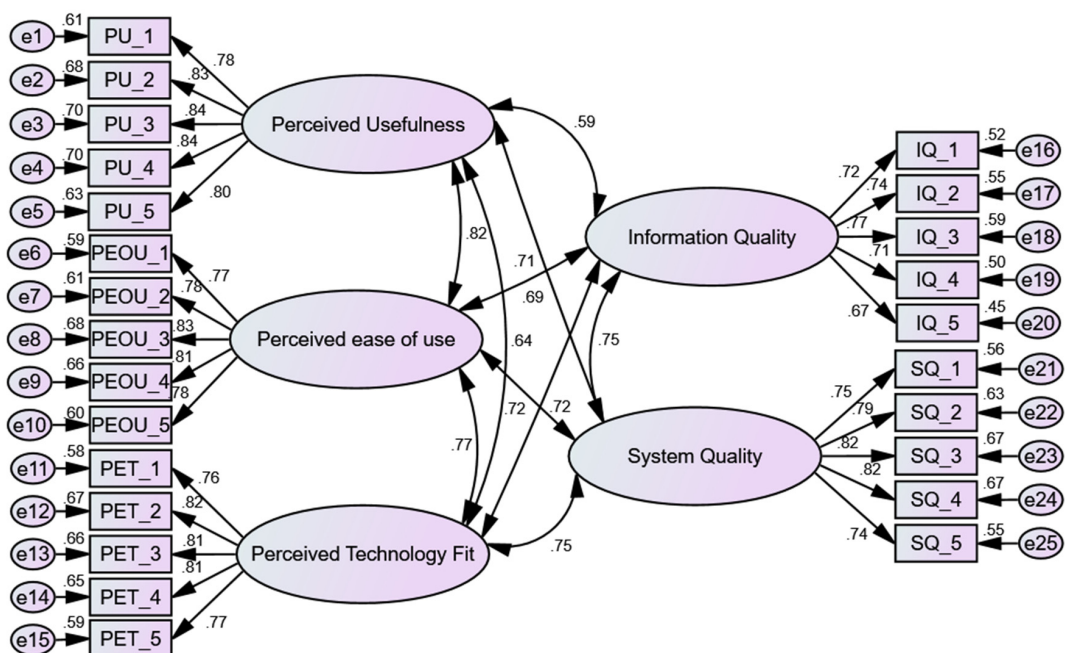 e1 .61 PU_1 .78
e2 .68 PU_2 .83
e3 .70 PU_3 .84
e4 .70 PU_4 .84
e5 .63 PU_5 .80
Perceived Usefulness
e6 .59 PEOU_1 .77
e7 .61 PEOU_2 .78
e8 .68 PEOU_3 .83
e9 .66 PEOU_4 .81
e10 .60 PEOU_5 .78
Perceived ease of use
e11 .58 PET_1 .76
e12 .67 PET_2 .82
e13 .66 PET_3 .81
e14 .65 PET_4 .81
e15 .59 PET_5 .77
Perceived Technology Fit
.59
.82
.71
.69
.64
.75
.72
.72
.77
.75
Information Quality
.72 IQ_1 .52 e16
.74 IQ_2 .55 e17
.77 IQ_3 .59 e18
.71 IQ_4 .50 e19
.67 IQ_5 .45 e20
System Quality
.75 SQ_1 .56 e21
.79 SQ_2 .63 e22
.82 SQ_3 .67 e23
.82 SQ_4 .67 e24
.74 SQ_5 .55 e25